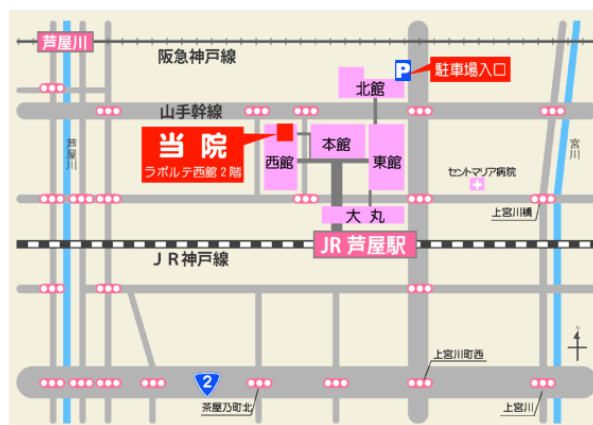 芦屋川
阪急神戸線
P
駐車場入口
北館
山手幹線
当院
ラポルテ西館2階
西館
本館
東館
芦屋川
宮川
セントマリア病院
上宮川橋
大丸
JR 芦屋駅
JR神戸線
上宮川町西
2
茶屋乃町北
上宮川